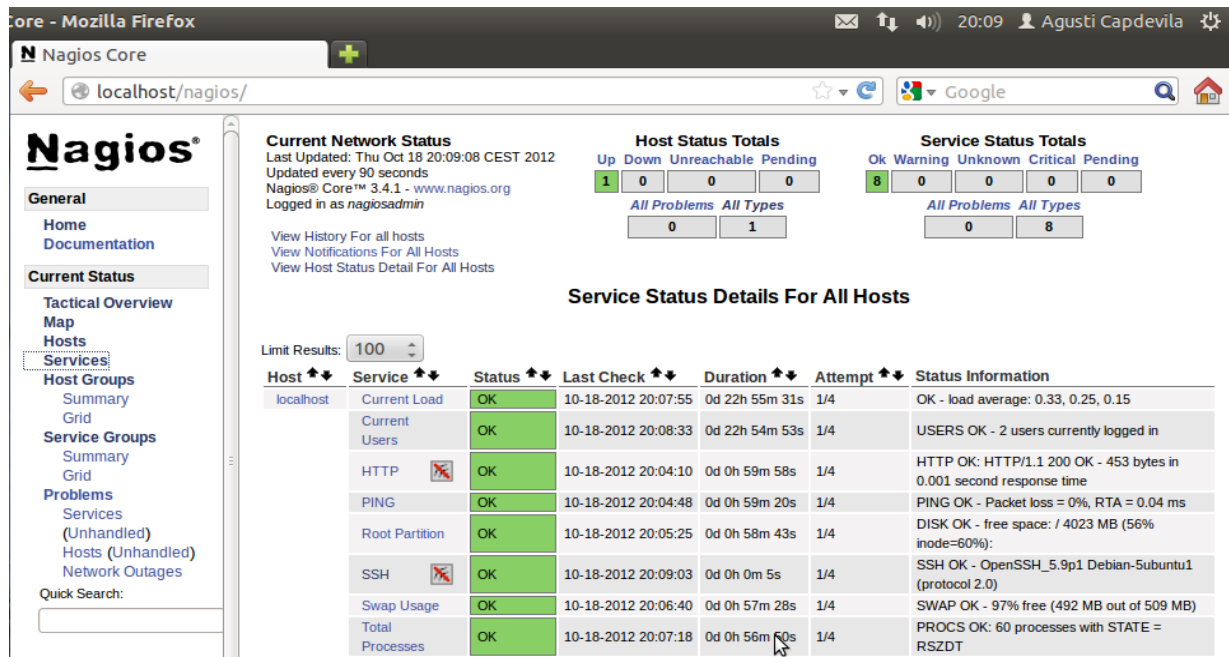 Core - Mozilla Firefox
20:09 Agusti Capdevila
Nagios Core
localhost/nagios/
Google
Nagios®
General
Home
Documentation
Current Status
Tactical Overview
Map
Hosts
Services
Host Groups
Summary
Grid
Service Groups
Summary
Grid
Problems
Services
(Unhandled)
Hosts (Unhandled)
Network Outages
Quick Search:
Current Network Status
Last Updated: Thu Oct 18 20:09:08 CEST 2012
Updated every 90 seconds
Nagios® Core™ 3.4.1 - www.nagios.org
Logged in as nagiosadmin
View History For all hosts
View Notifications For All Hosts
View Host Status Detail For All Hosts
Host Status Totals
Up Down Unreachable Pending
1 0 0 0
All Problems All Types
0 1
Service Status Totals
Ok Warning Unknown Critical Pending
8 0 0 0 0
All Problems All Types
0 8
Service Status Details For All Hosts
Limit Results: 100
Host Service Status Last Check Duration Attempt Status Information
localhost Current Load OK 10-18-2012 20:07:55 0d 22h 55m 31s 1/4 OK - load average: 0.33, 0.25, 0.15
Current
Users OK 10-18-2012 20:08:33 0d 22h 54m 53s 1/4 USERS OK - 2 users currently logged in
HTTP OK 10-18-2012 20:04:10 0d 0h 59m 58s 1/4 HTTP OK: HTTP/1.1 200 OK - 453 bytes in
0.001 second response time
PING OK 10-18-2012 20:04:48 0d 0h 59m 20s 1/4 PING OK - Packet loss = 0%, RTA = 0.04 ms
Root Partition OK 10-18-2012 20:05:25 0d 0h 58m 43s 1/4 DISK OK - free space: / 4023 MB (56%
inode=60%):
SSH OK 10-18-2012 20:09:03 0d 0h 0m 5s 1/4 SSH OK - OpenSSH_5.9p1 Debian-5ubuntu1
(protocol 2.0)
Swap Usage OK 10-18-2012 20:06:40 0d 0h 57m 28s 1/4 SWAP OK - 97% free (492 MB out of 509 MB)
Total
Processes OK 10-18-2012 20:07:18 0d 0h 56m 50s 1/4 PROCS OK: 60 processes with STATE =
RSZDT